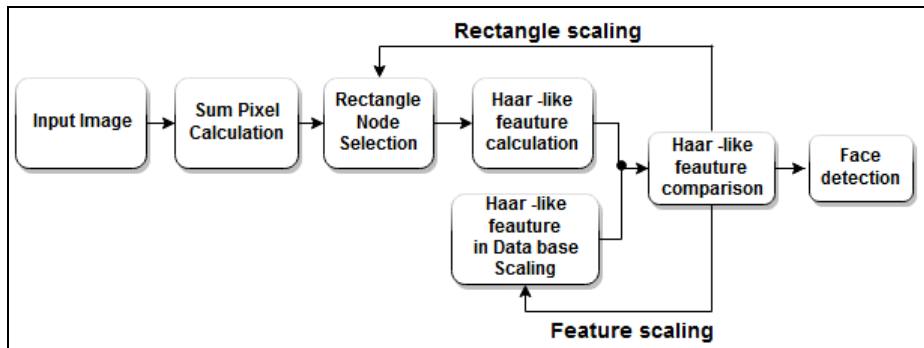 Rectangle scaling
Input Image
Sum Pixel
Calculation
Rectangle
Node
Selection
Haar -like
feauture
calculation
Haar -like
feauture
in Data base
Scaling
Haar -like
feauture
comparison
Face
detection
Feature scaling